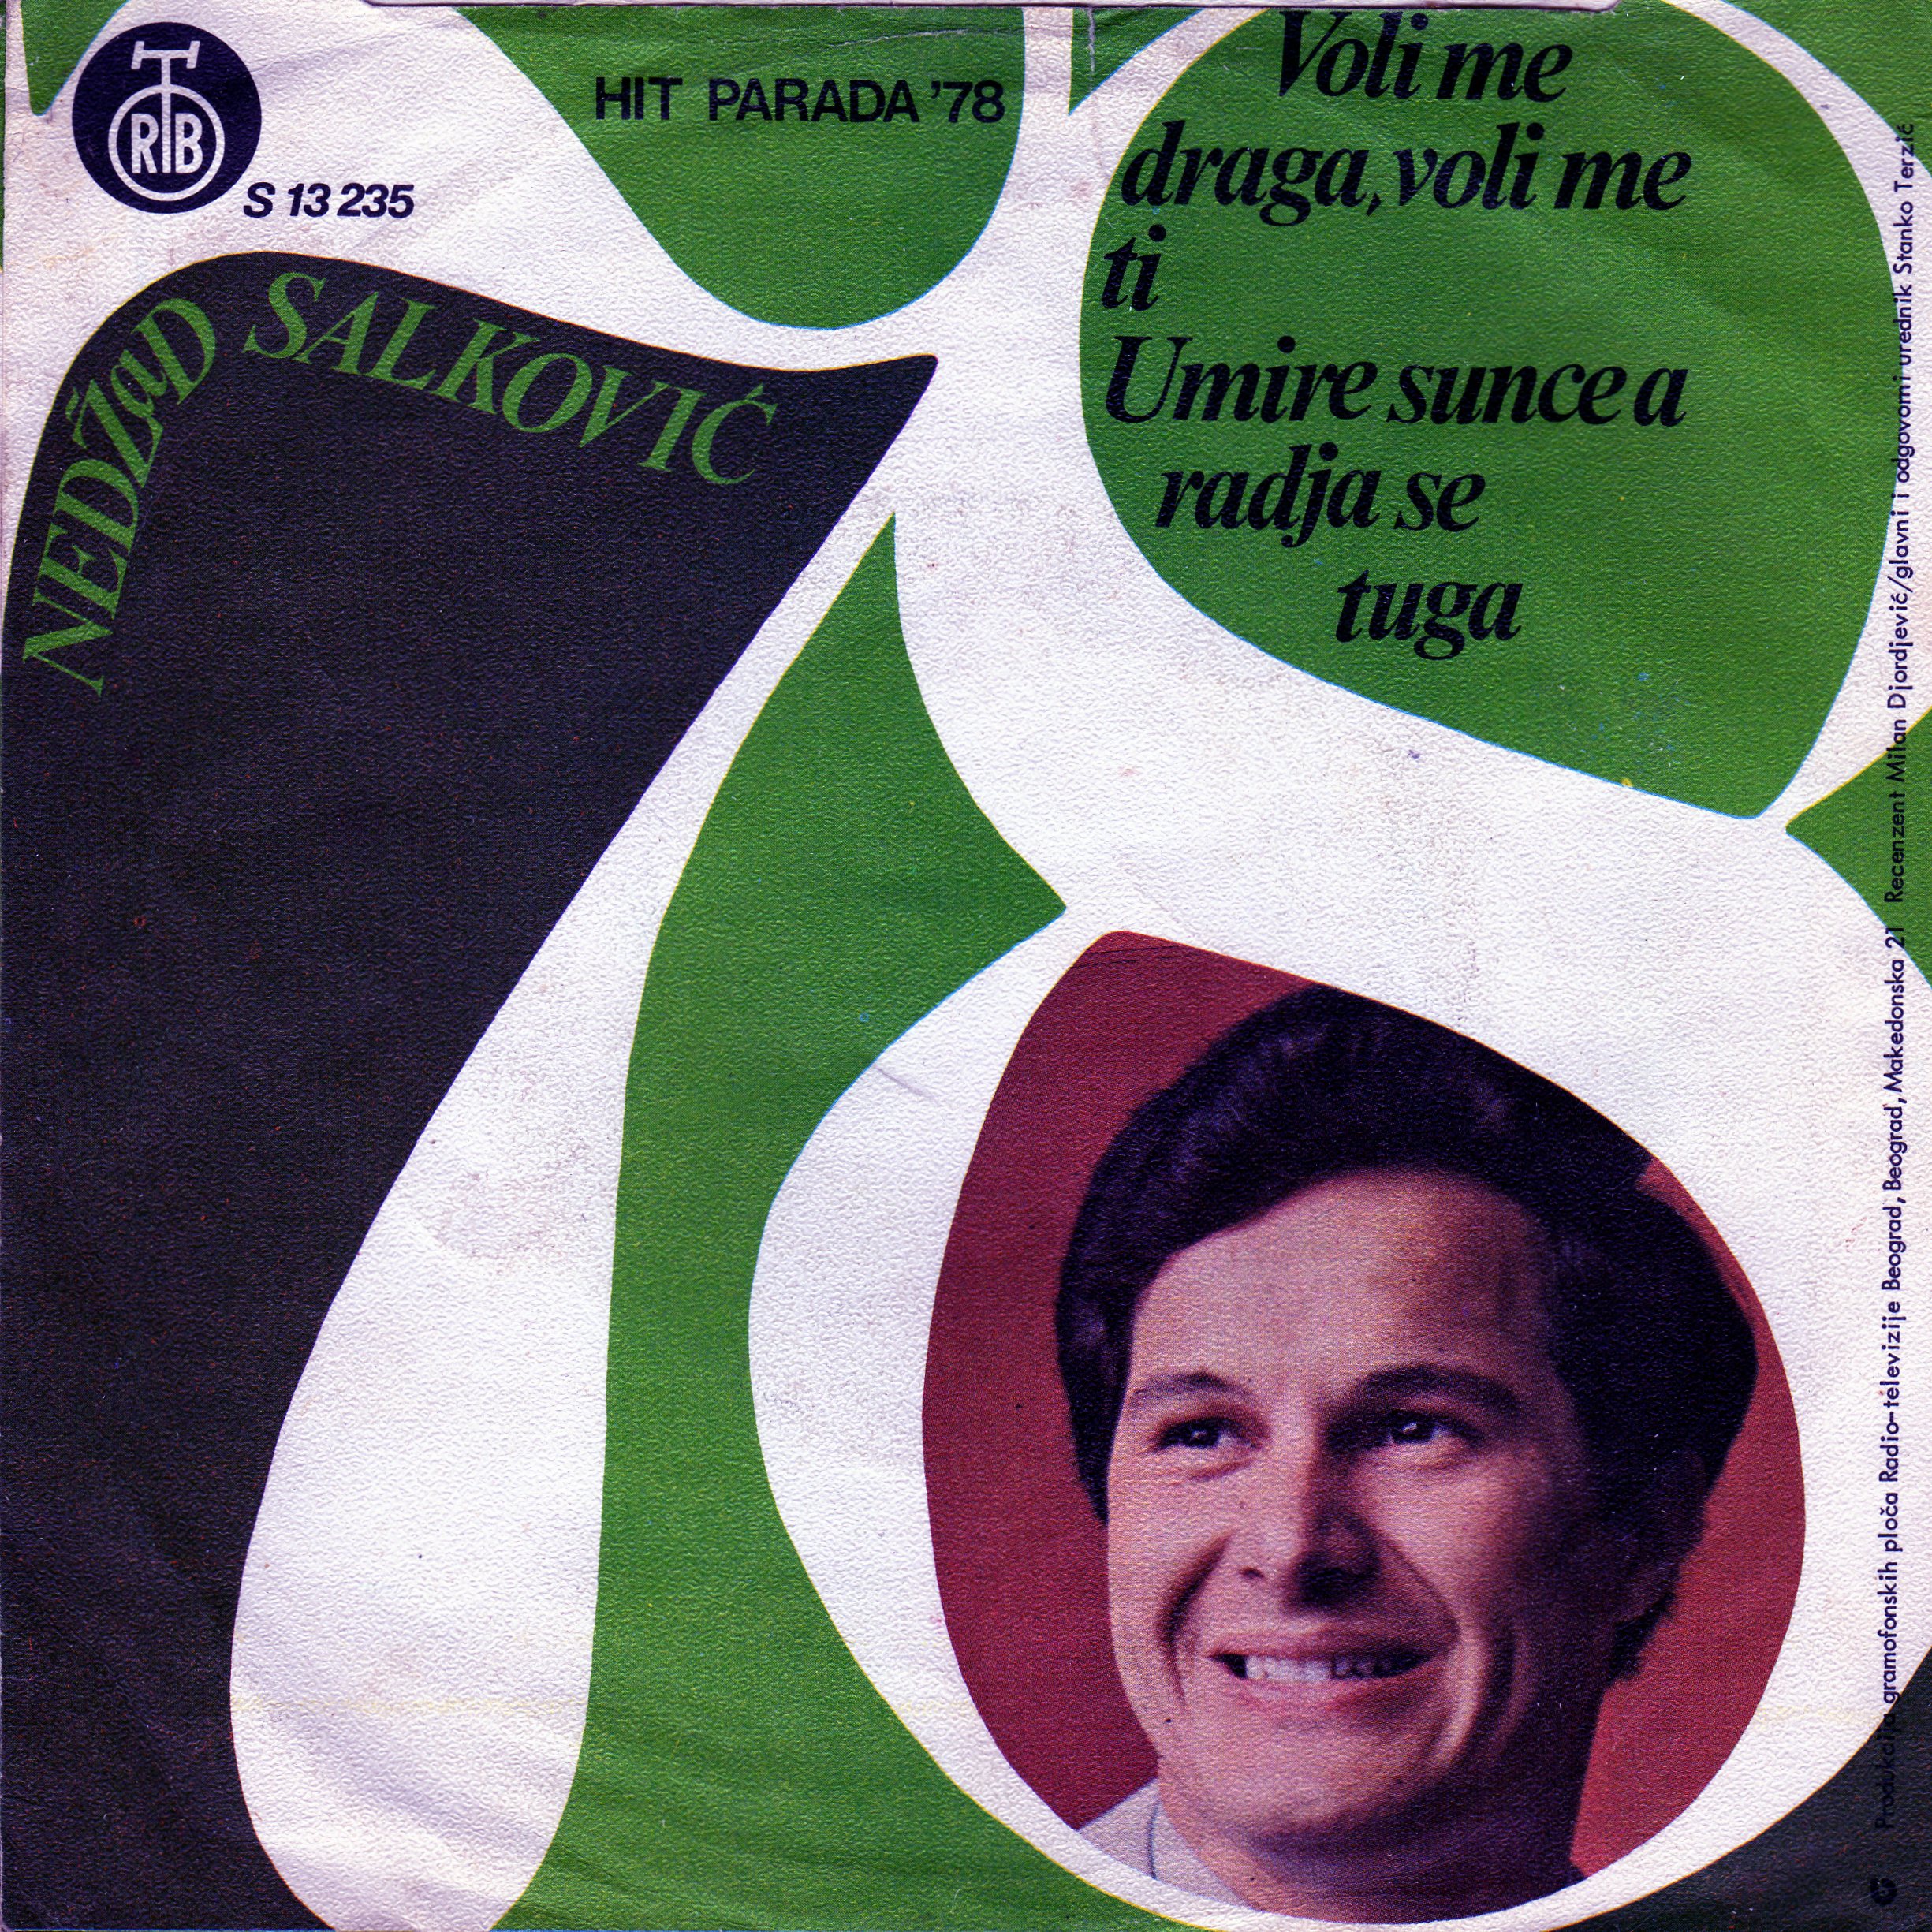 RTB
S 13 235
HIT PARADA '78
NEDŽaD SALKOVIĆ
Voli me
draga, voli me
ti
Umire sunce a
radja se
tuga
Produkcija gramofonskih ploča Radio-televizije Beograd, Beograd, Makedonska 21 Recenzent Milan Djordjević/glavni i odgovorni urednik Stanko Terzić